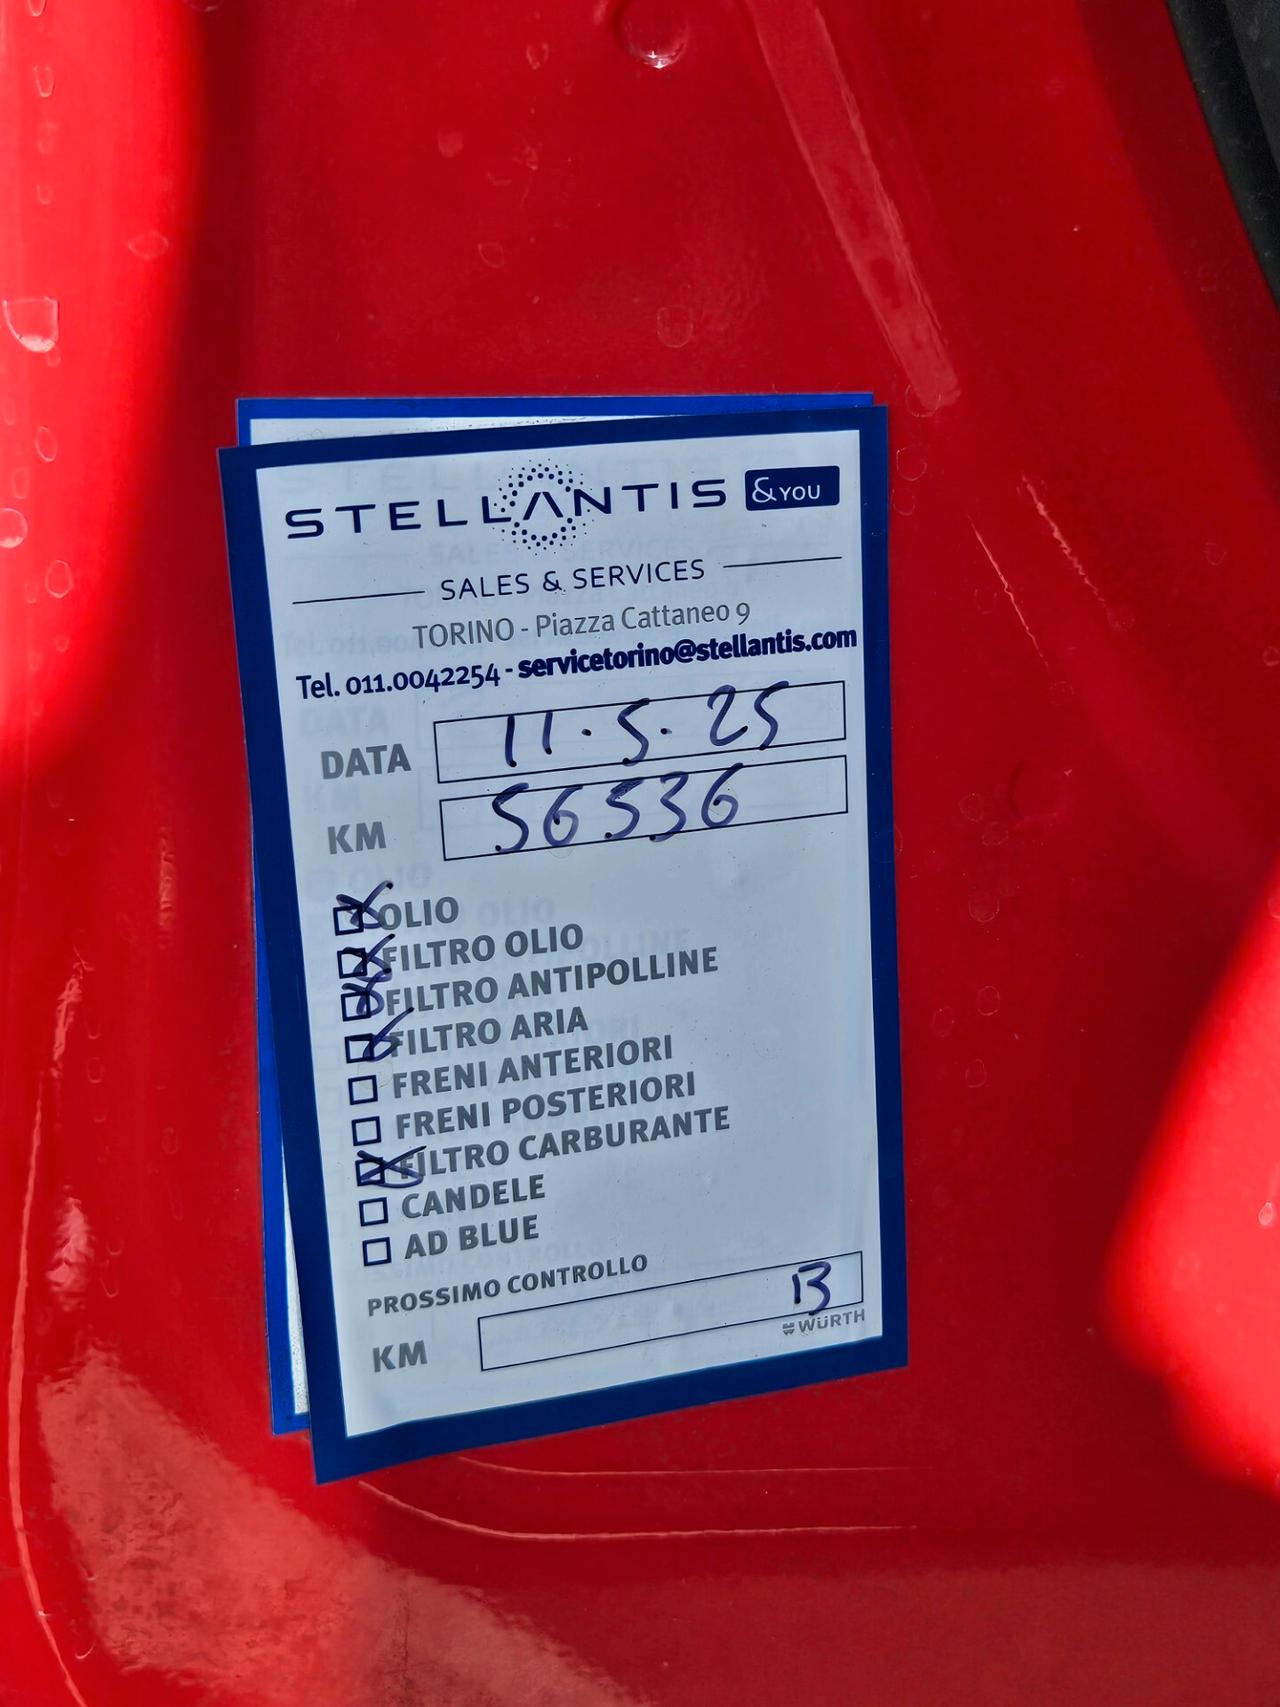 STELLANTIS &YOU
SALES & SERVICES
TORINO - Piazza Cattaneo 9
Tel. 011.0042254 - servicetorino@stellantis.com
DATA 11.5.25
KM 56536
OLIO
FILTRO OLIO
FILTRO ANTIPOLLINE
FILTRO ARIA
FRENI ANTERIORI
FRENI POSTERIORI
FILTRO CARBURANTE
CANDELE
AD BLUE
PROSSIMO CONTROLLO
KM
WÜRTH